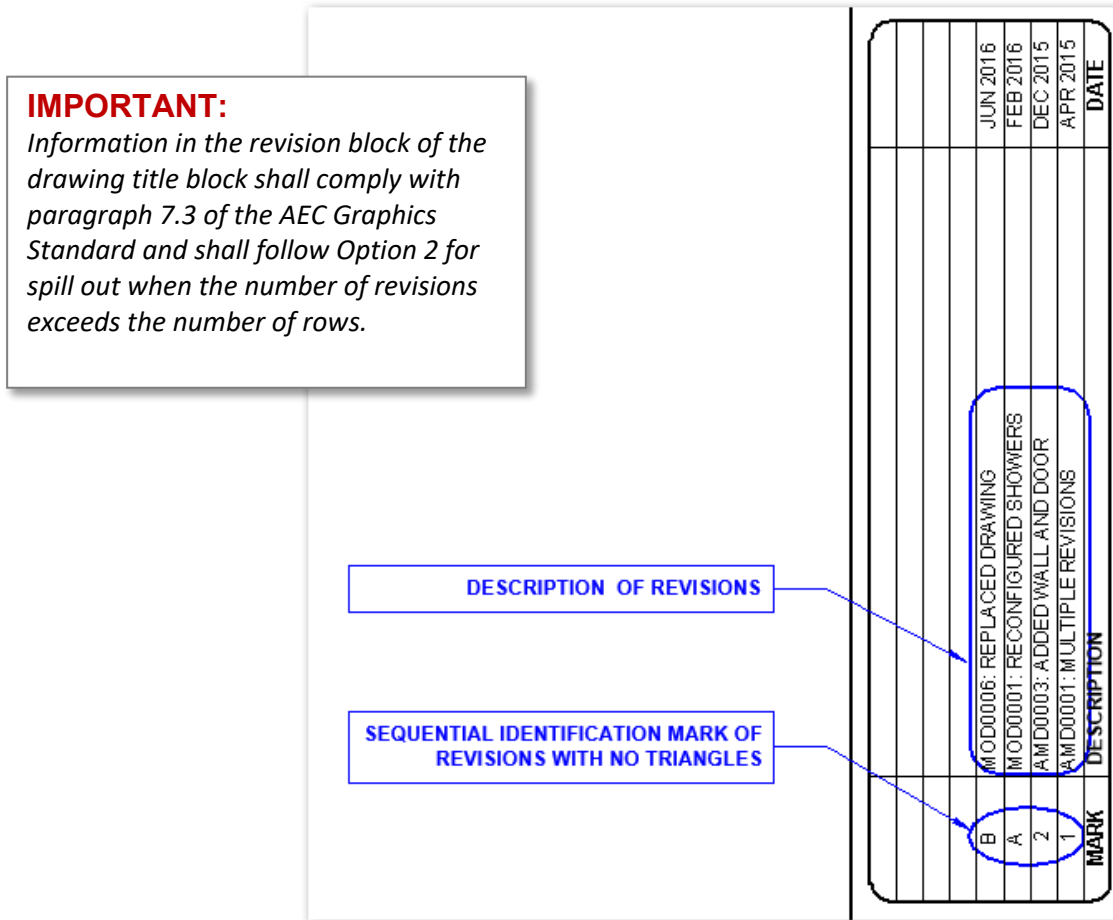 IMPORTANT:
Information in the revision block of the
drawing title block shall comply with
paragraph 7.3 of the AEC Graphics
Standard and shall follow Option 2 for
spill out when the number of revisions
exceeds the number of rows.
DESCRIPTION OF REVISIONS
SEQUENTIAL IDENTIFICATION MARK OF
REVISIONS WITH NO TRIANGLES
B MOD0006: REPLACED DRAWING JUN 2016
A MOD0001: RECONFIGURED SHOWERS FEB 2016
2 AMD0003: ADDED WALL AND DOOR DEC 2015
1 AMD0001: MULTIPLE REVISIONS APR 2015
MARK DESCRIPTION DATE